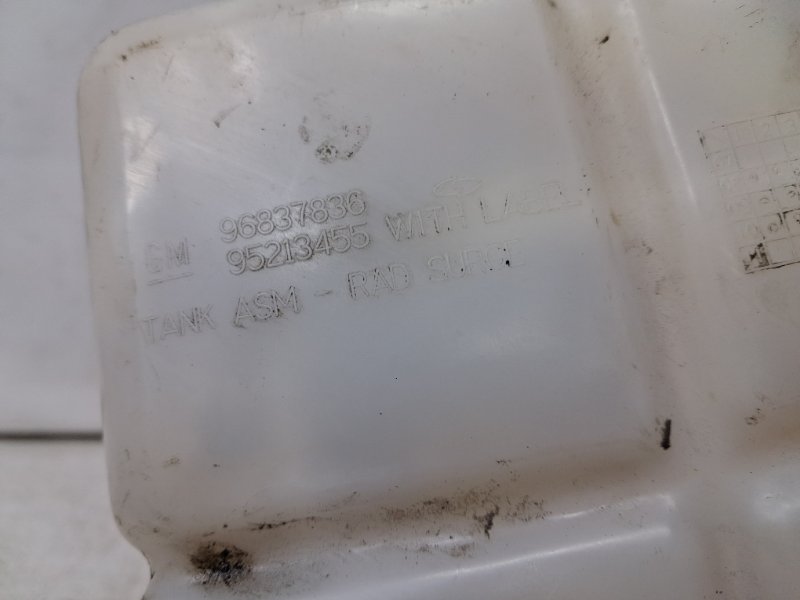 96837836
GM 95213455 WITH LABEL
TANK ASM - RAD SURGE